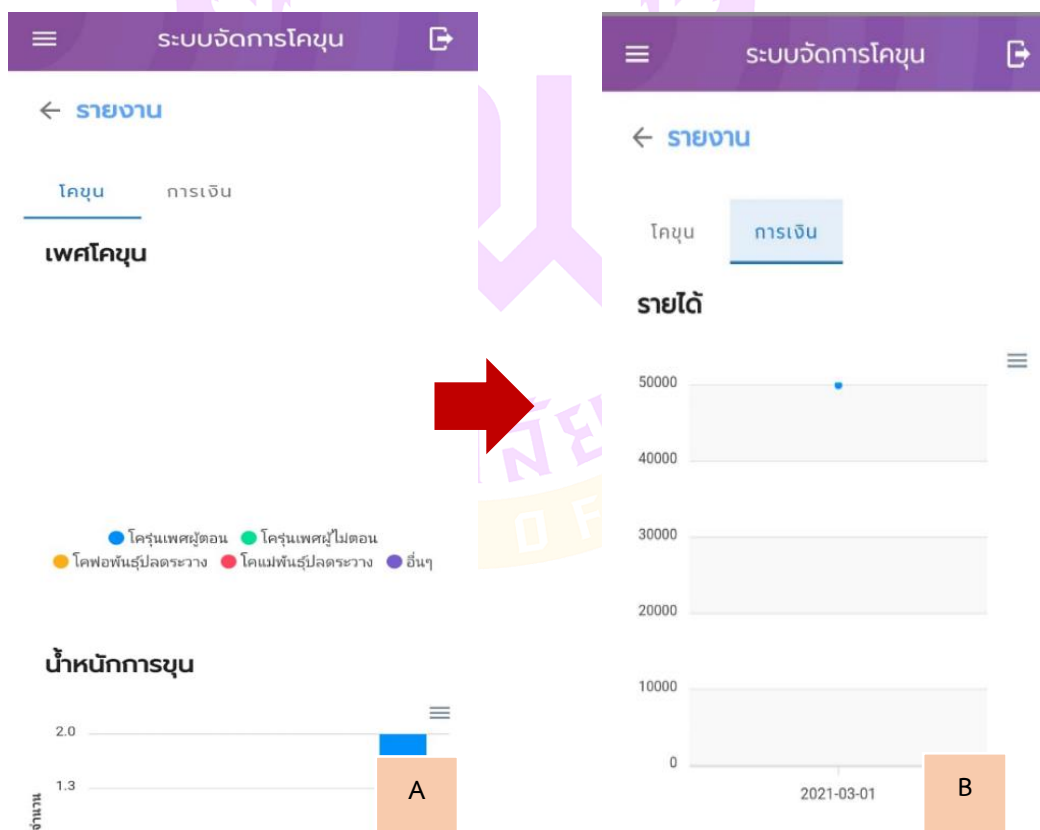 ระบบจัดการโคขุน
← รายงาน
โคขุน การเงิน
เพศโคขุน
โครุ่นเพศผู้ตอน โครุ่นเพศผู้ไม่ตอน
โคพ่อพันธุ์ปลดระวาง โคแม่พันธุ์ปลดระวาง อื่นๆ
น้ำหนักการขุน
2.0
1.3
จำนวน
A
ระบบจัดการโคขุน
← รายงาน
โคขุน การเงิน
รายได้
50000
40000
30000
20000
10000
0
2021-03-01
B